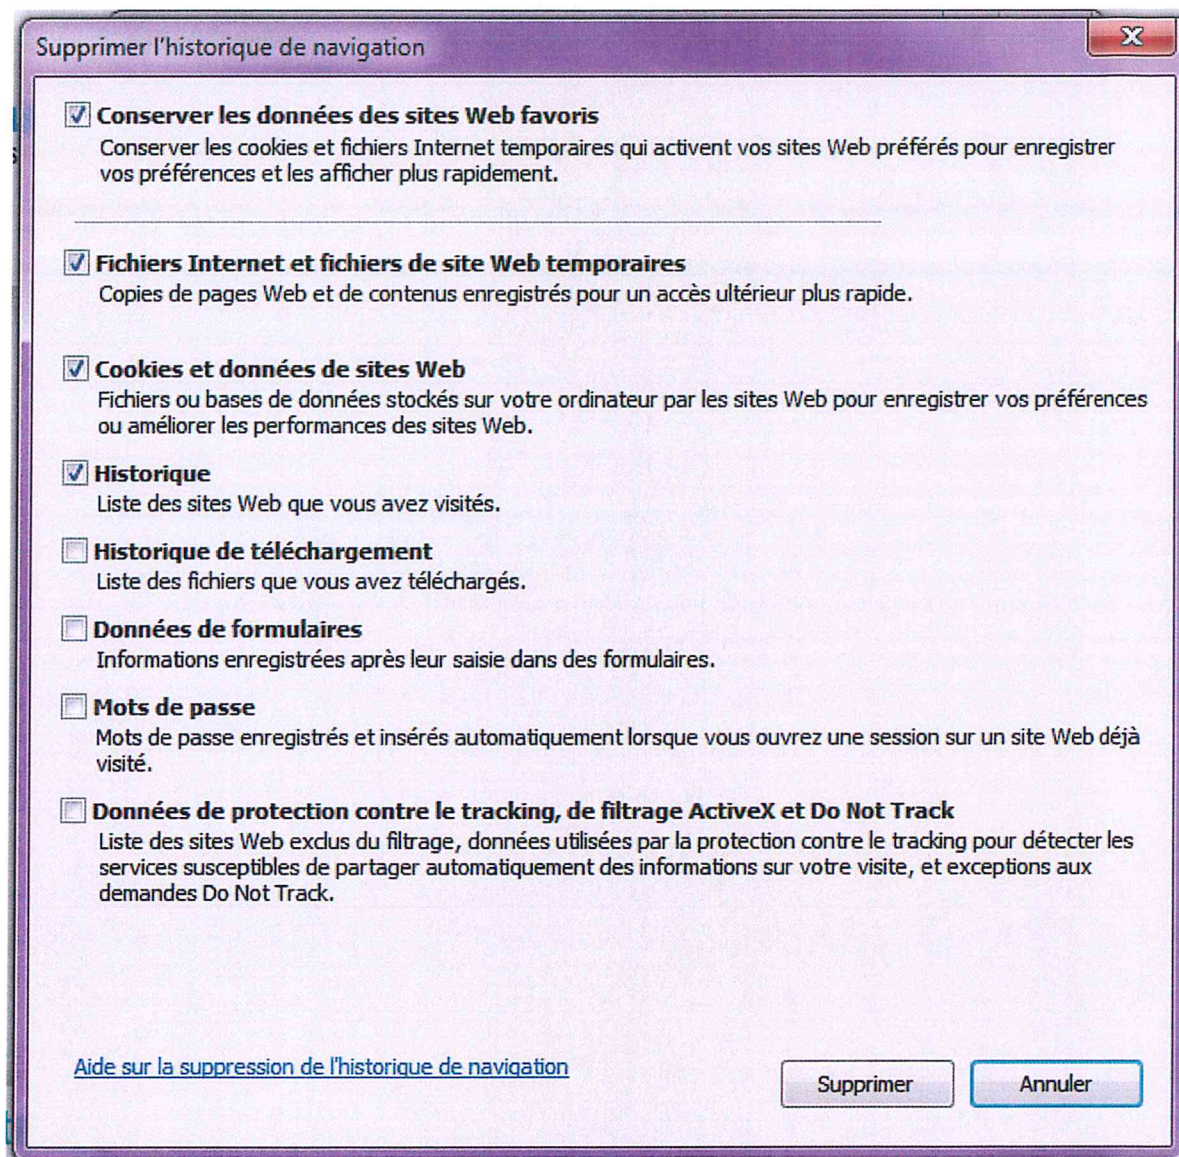 Supprimer l'historique de navigation
Conserver les données des sites Web favoris
Conserver les cookies et fichiers Internet temporaires qui activent vos sites Web préférés pour enregistrer
vos préférences et les afficher plus rapidement.
Fichiers Internet et fichiers de site Web temporaires
Copies de pages Web et de contenus enregistrés pour un accès ultérieur plus rapide.
Cookies et données de sites Web
Fichiers ou bases de données stockés sur votre ordinateur par les sites Web pour enregistrer vos préférences
ou améliorer les performances des sites Web.
Historique
Liste des sites Web que vous avez visités.
Historique de téléchargement
Liste des fichiers que vous avez téléchargés.
Données de formulaires
Informations enregistrées après leur saisie dans des formulaires.
Mots de passe
Mots de passe enregistrés et insérés automatiquement lorsque vous ouvrez une session sur un site Web déjà
visité.
Données de protection contre le tracking, de filtrage ActiveX et Do Not Track
Liste des sites Web exclus du filtrage, données utilisées par la protection contre le tracking pour détecter les
services susceptibles de partager automatiquement des informations sur votre visite, et exceptions aux
demandes Do Not Track.
Aide sur la suppression de l'historique de navigation
Supprimer
Annuler